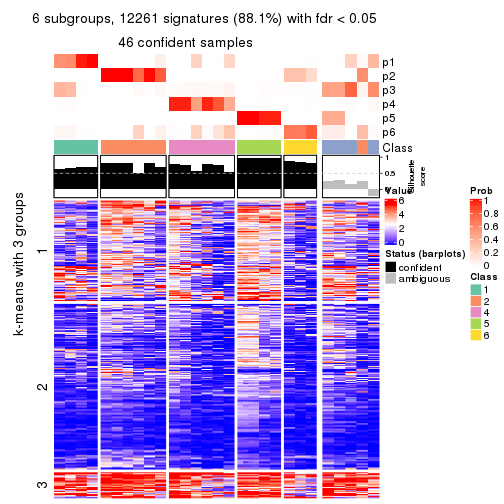 6 subgroups, 12261 signatures (88.1%) with fdr < 0.05
46 confident samples
p1
p2
p3
p4
p5
p6
Class
1
0.5
0
Silhouette
score
k-means with 3 groups
1
2
3
Value
6
4
2
0
Status (barplots)
confident
ambiguous
Prob
1
0.8
0.6
0.4
0.2
0
Class
1
2
4
5
6